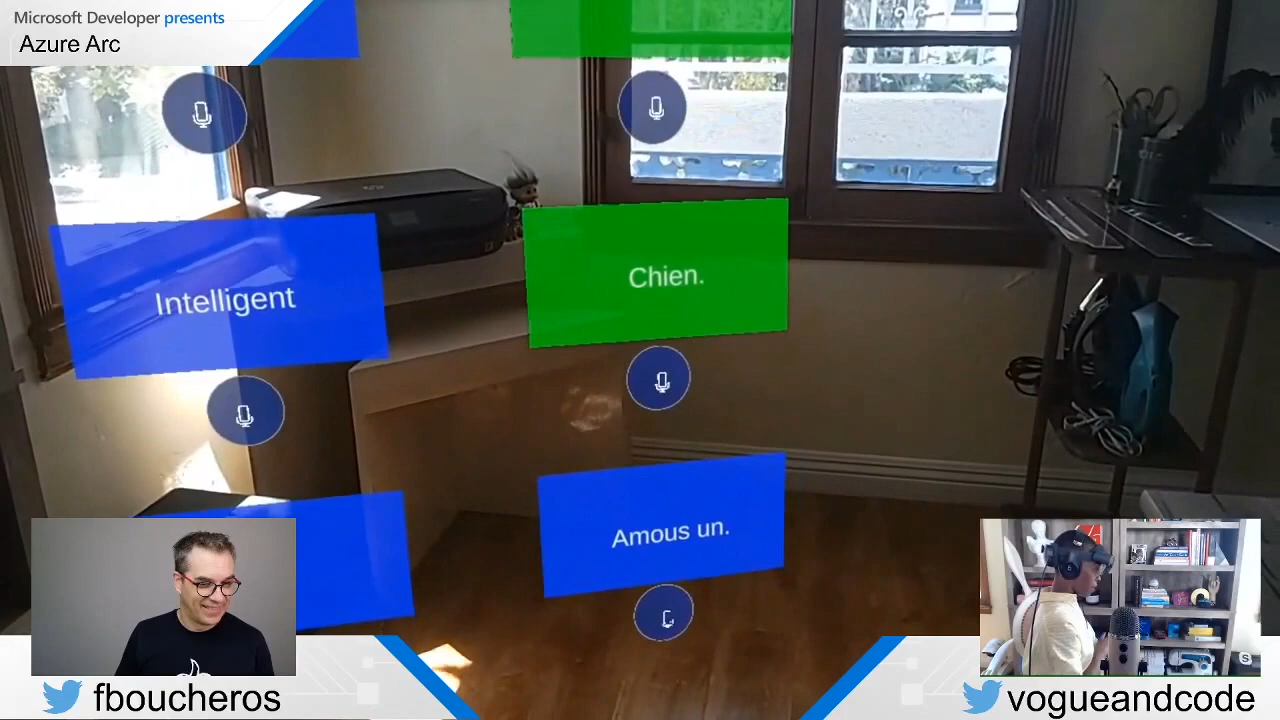 Microsoft Developer presents
Azure Arc
Intelligent
Chien.
Amous un.
fboucheros
vogueandcode